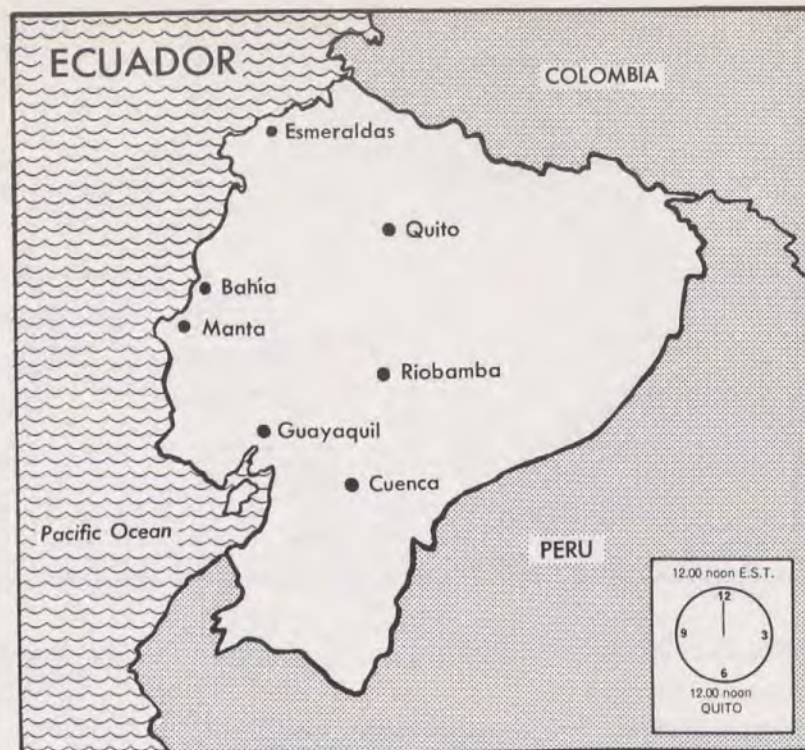 ECUADOR
COLOMBIA
Esmeraldas
Quito
Bahía
Manta
Riobamba
Guayaquil
Cuenca
Pacific Ocean
PERU
12.00 noon E.S.T.
12
9
3
6
12.00 noon
QUITO